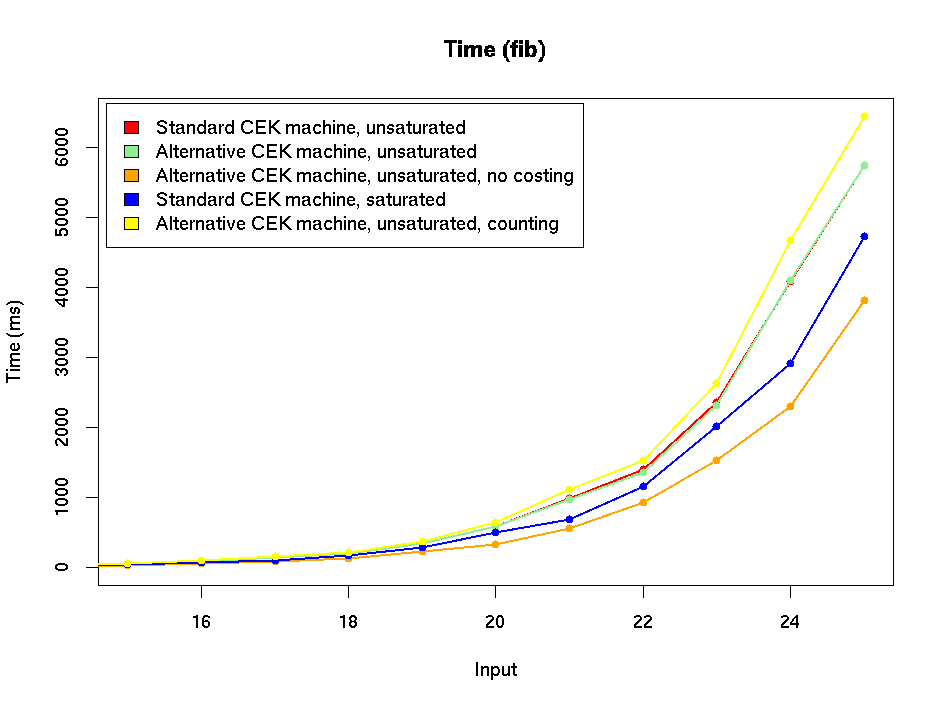 Time (fib)
Standard CEK machine, unsaturated
Alternative CEK machine, unsaturated
Alternative CEK machine, unsaturated, no costing
Standard CEK machine, saturated
Alternative CEK machine, unsaturated, counting
Time (ms)
6000
5000
4000
3000
2000
1000
0
16 18 20 22 24
Input